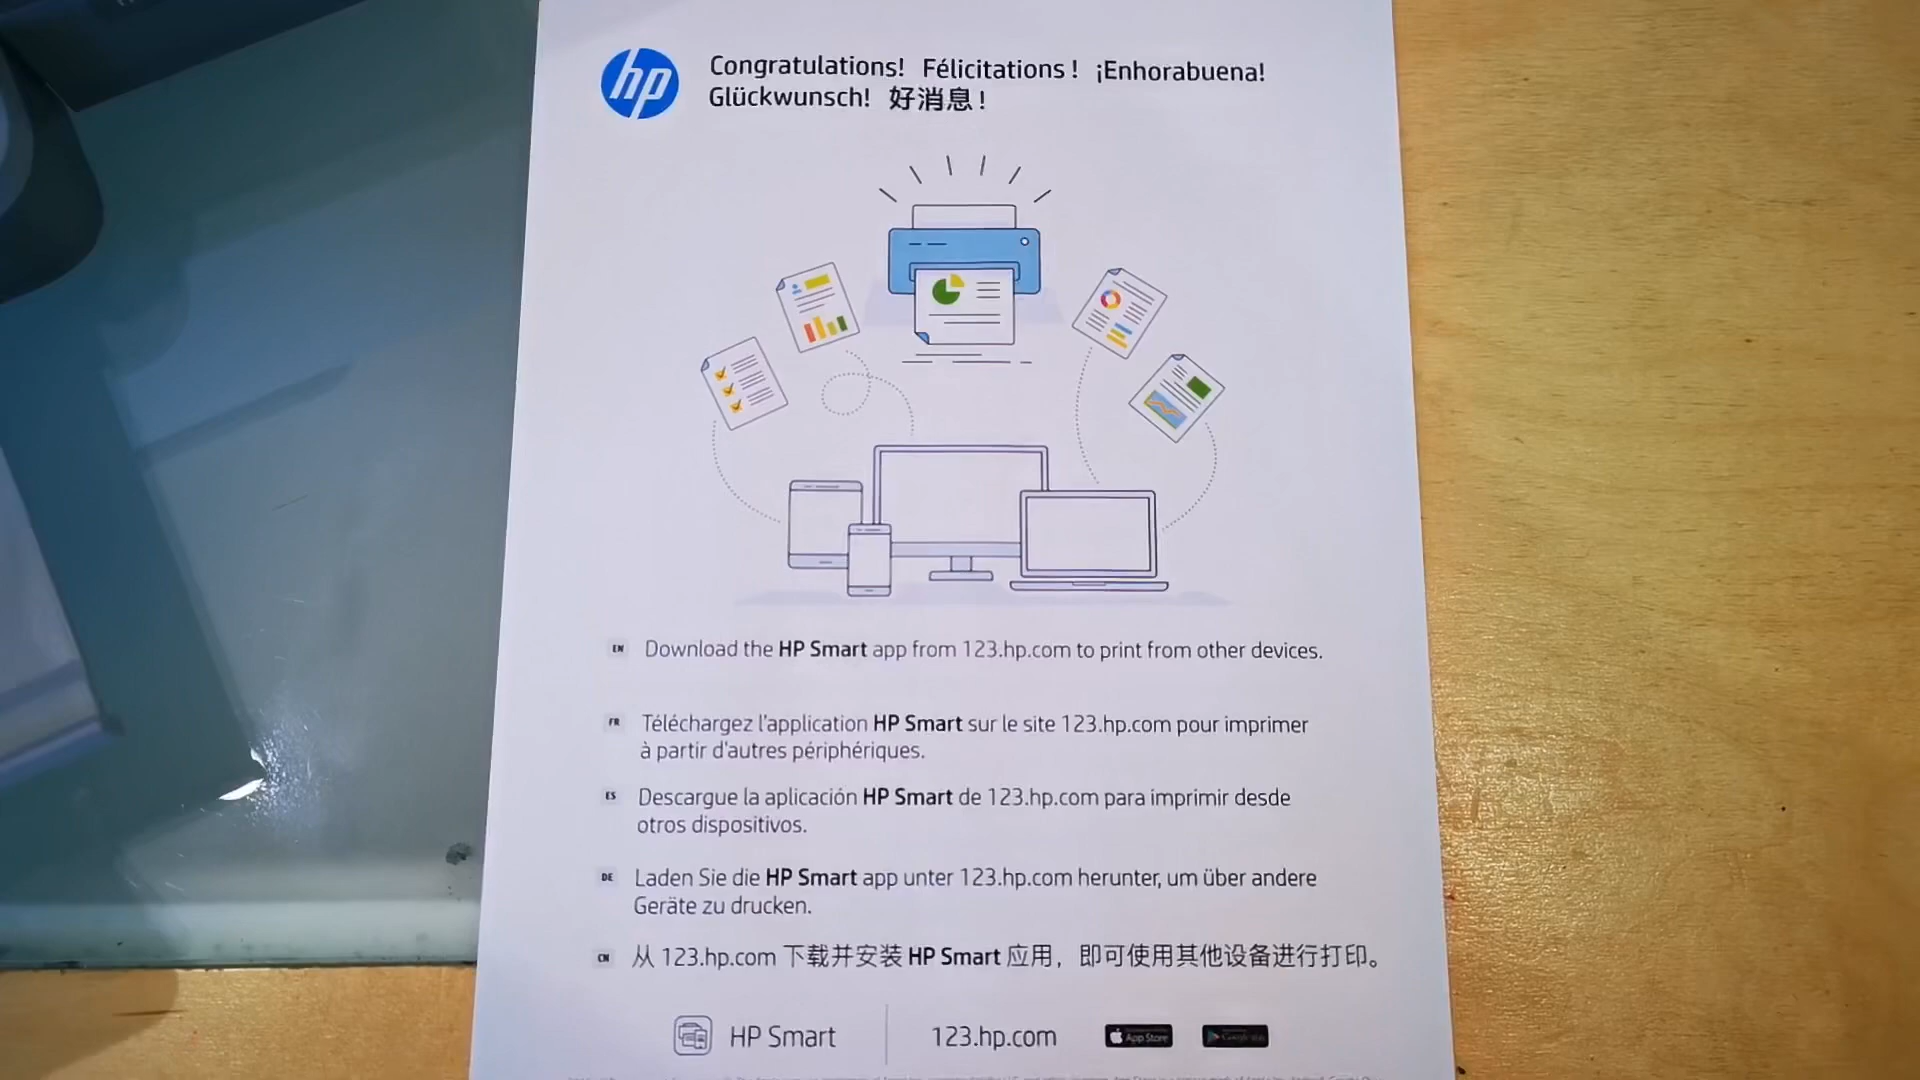 hp
Congratulations! Félicitations ! ¡Enhorabuena!
Glückwunsch! 好消息!
EN Download the HP Smart app from 123.hp.com to print from other devices.
FR Téléchargez l'application HP Smart sur le site 123.hp.com pour imprimer
à partir d'autres périphériques.
ES Descargue la aplicación HP Smart de 123.hp.com para imprimir desde
otros dispositivos.
DE Laden Sie die HP Smart app unter 123.hp.com herunter, um über andere
Geräte zu drucken.
CN 从 123.hp.com 下载并安装 HP Smart 应用，即可使用其他设备进行打印。
HP Smart 123.hp.com App Store